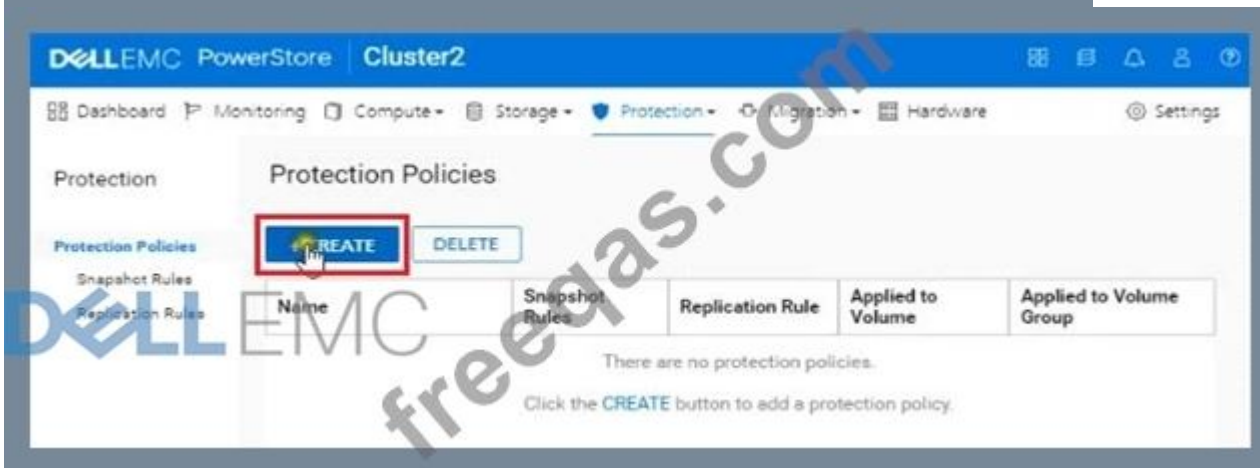 DELLEMC PowerStore Cluster2
Dashboard Monitoring Compute Storage Protection Migration Hardware Settings
Protection
Protection Policies
Snapshot Rules
Replication Rules
Protection Policies
CREATE DELETE
Name Snapshot Rules Replication Rule Applied to Volume Applied to Volume Group
There are no protection policies.
Click the CREATE button to add a protection policy.
DELLEMC
freeqas.com